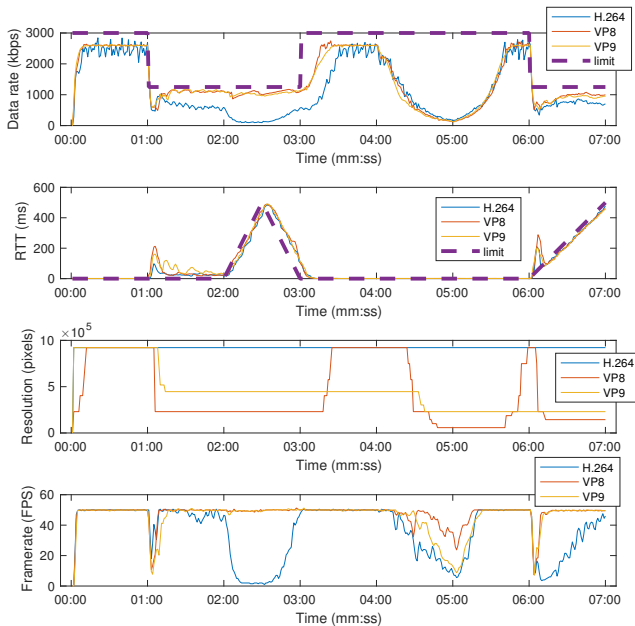 3000
2000
1000
0
Data rate (kbps)
H.264
VP8
VP9
limit
00:00 01:00 02:00 03:00 04:00 05:00 06:00 07:00
Time (mm:ss)
600
400
200
0
RTT (ms)
H.264
VP8
VP9
limit
00:00 01:00 02:00 03:00 04:00 05:00 06:00 07:00
Time (mm:ss)
10 × 10⁵
5
0
Resolution (pixels)
H.264
VP8
VP9
00:00 01:00 02:00 03:00 04:00 05:00 06:00 07:00
Time (mm:ss)
60
40
20
0
Framerate (FPS)
H.264
VP8
VP9
00:00 01:00 02:00 03:00 04:00 05:00 06:00 07:00
Time (mm:ss)